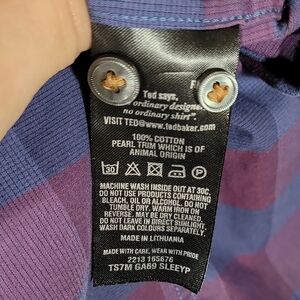 Ted says,
ordinary designe
no ordinary shirt".
VISIT TED@www.tedbaker.com
100% COTTON
PEARL TRIM WHICH IS OF
ANIMAL ORIGIN
30
MACHINE WASH INSIDE OUT AT 30C.
DO NOT USE PRODUCTS CONTAINING
BLEACH, OIL OR ALCOHOL. DO NOT
TUMBLE DRY. WARM IRON ON
REVERSE. MAY BE DRY CLEANED.
DO NOT LEAVE IN DIRECT SUNLIGHT.
WASH DARK COLOURS SEPARATELY.
MADE IN LITHUANIA
MADE WITH CARE, WEAR WITH PRIDE
2213 165676
TS7M GA69 SLEEYP